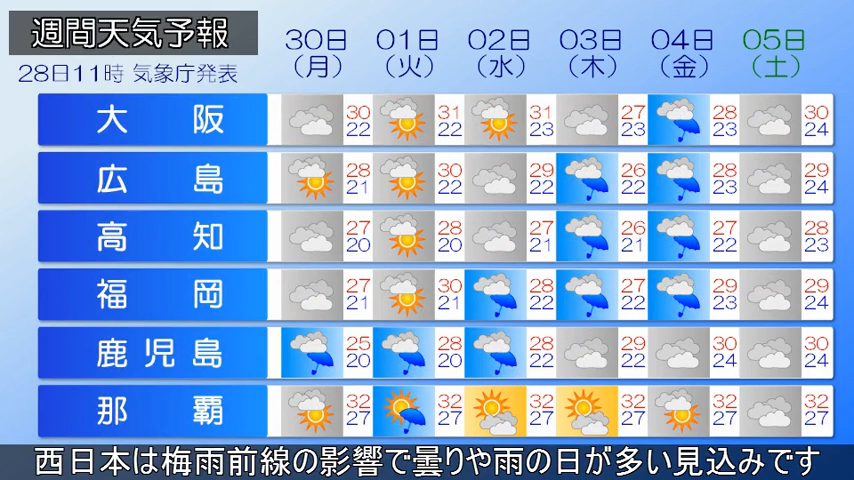 週間天気予報
28日11時 気象庁発表
30日 01日 02日 03日 04日 05日
(月) (火) (水) (木) (金) (土)
大阪 30 22 31 22 31 23 27 23 28 23 30 24
広島 28 21 30 22 29 22 26 22 28 23 29 24
高知 27 20 28 20 27 21 26 21 27 22 28 23
福岡 27 21 30 21 28 22 27 22 29 23 29 24
鹿児島 25 20 28 20 28 22 29 22 30 24 30 24
那覇 32 27 32 27 32 27 32 27 32 27 32 27
西日本は梅雨前線の影響で曇りや雨の日が多い見込みです